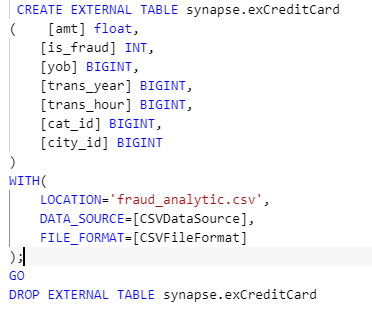 CREATE EXTERNAL TABLE synapse.exCreditCard
(    [amt] float,
    [is_fraud] INT,
    [yob] BIGINT,
    [trans_year] BIGINT,
    [trans_hour] BIGINT,
    [cat_id] BIGINT,
    [city_id] BIGINT
)
WITH(
    LOCATION='fraud_analytic.csv',
    DATA_SOURCE=[CSVDataSource],
    FILE_FORMAT=[CSVFileFormat]
);
GO
DROP EXTERNAL TABLE synapse.exCreditCard